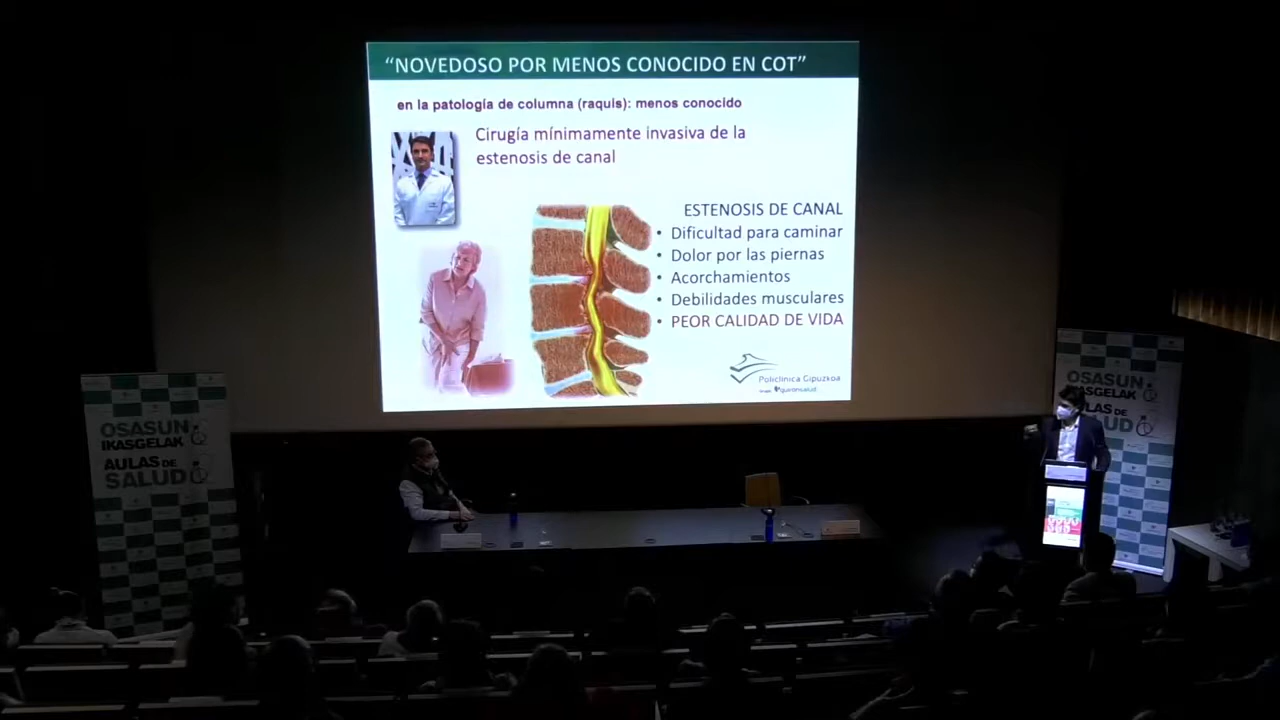 “NOVEDOSO POR MENOS CONOCIDO EN COT”
en la patología de columna (raquis): menos conocido
Cirugía mínimamente invasiva de la
estenosis de canal
ESTENOSIS DE CANAL
• Dificultad para caminar
• Dolor por las piernas
• Acorchamientos
• Debilidades musculares
• PEOR CALIDAD DE VIDA
Policlínica Gipuzkoa
quirónsalud
OSASUN
IKASGELAK
AULAS DE
SALUD
OSASUN
IKASGELAK
AULAS DE
SALUD